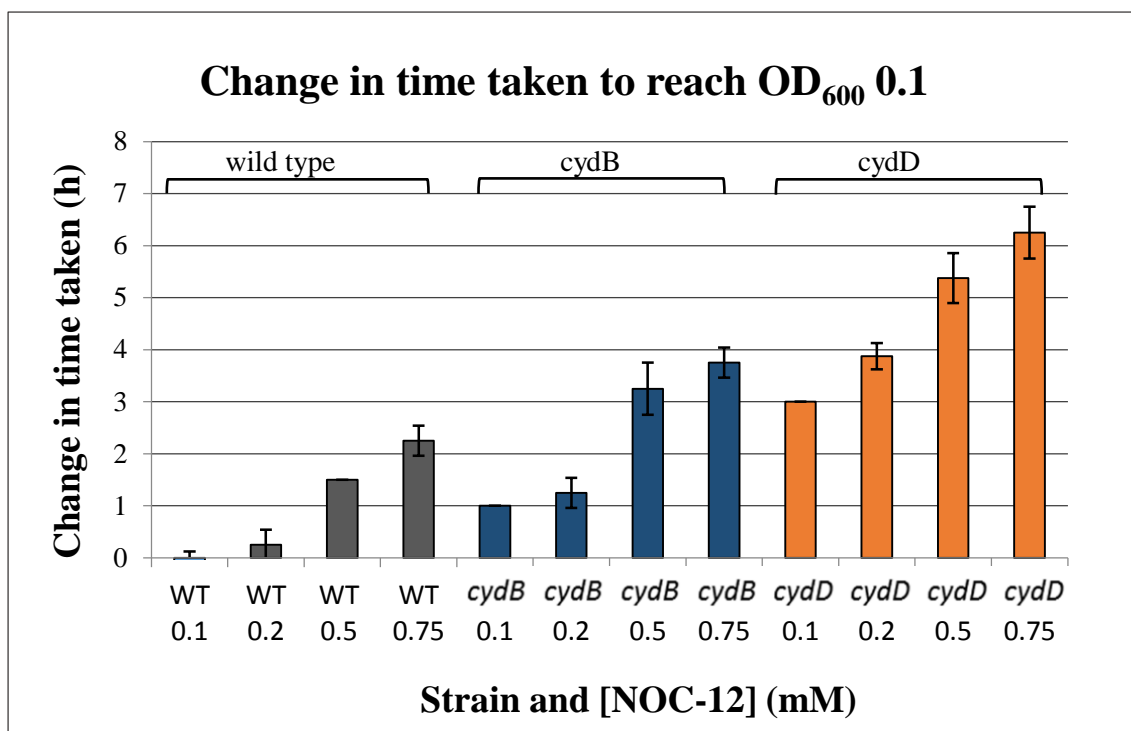 Change in time taken to reach OD₆₀₀ 0.1
Change in time taken (h)
8
7
6
5
4
3
2
1
0
wild type cydB cydD
WT WT WT WT cydB cydB cydB cydB cydD cydD cydD cydD
0.1 0.2 0.5 0.75 0.1 0.2 0.5 0.75 0.1 0.2 0.5 0.75
Strain and [NOC-12] (mM)